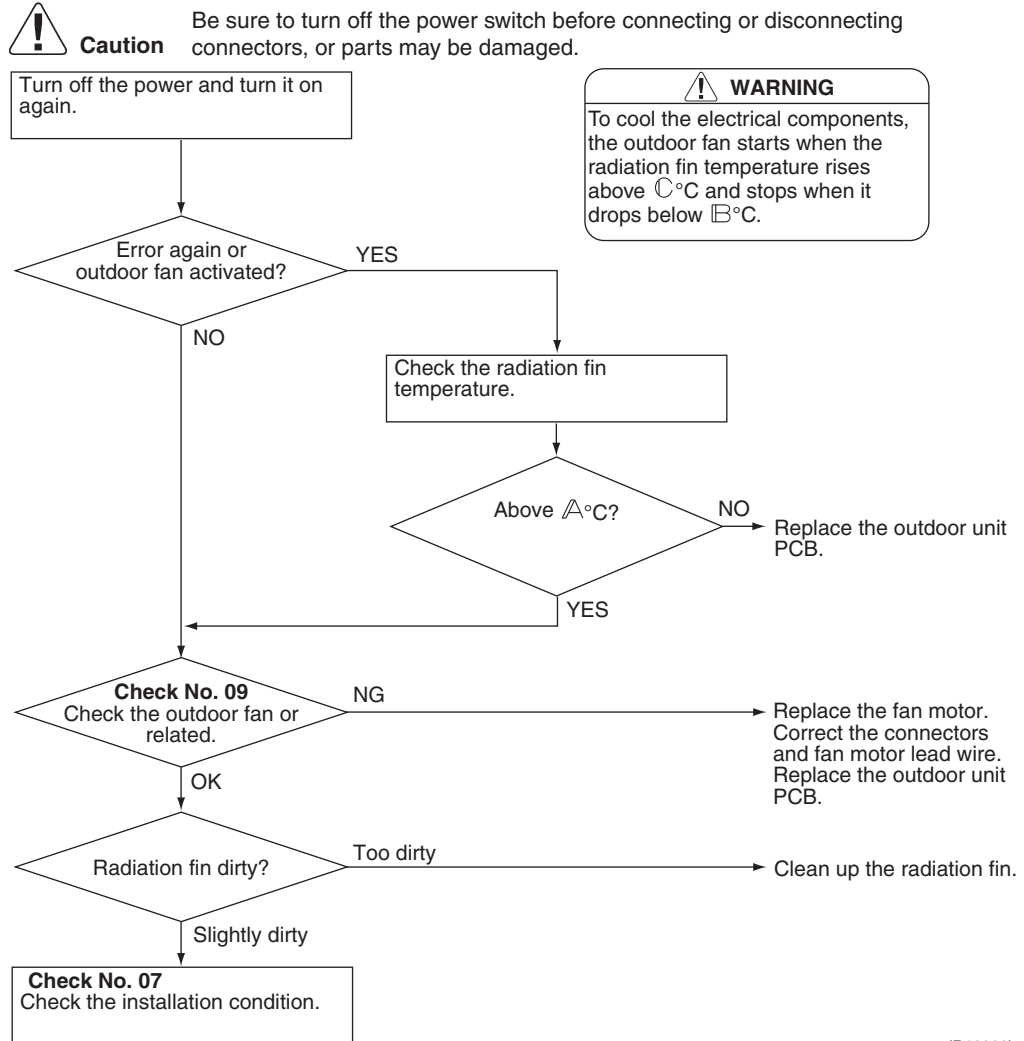 Caution
Be sure to turn off the power switch before connecting or disconnecting
connectors, or parts may be damaged.
Turn off the power and turn it on
again.
WARNING
To cool the electrical components,
the outdoor fan starts when the
radiation fin temperature rises
above ℂ°C and stops when it
drops below 𝔹°C.
Error again or
outdoor fan activated?
YES
NO
Check the radiation fin
temperature.
Above 𝔸°C?
NO
Replace the outdoor unit
PCB.
YES
Check No. 09
Check the outdoor fan or
related.
NG
Replace the fan motor.
Correct the connectors
and fan motor lead wire.
Replace the outdoor unit
PCB.
OK
Radiation fin dirty?
Too dirty
Clean up the radiation fin.
Slightly dirty
Check No. 07
Check the installation condition.